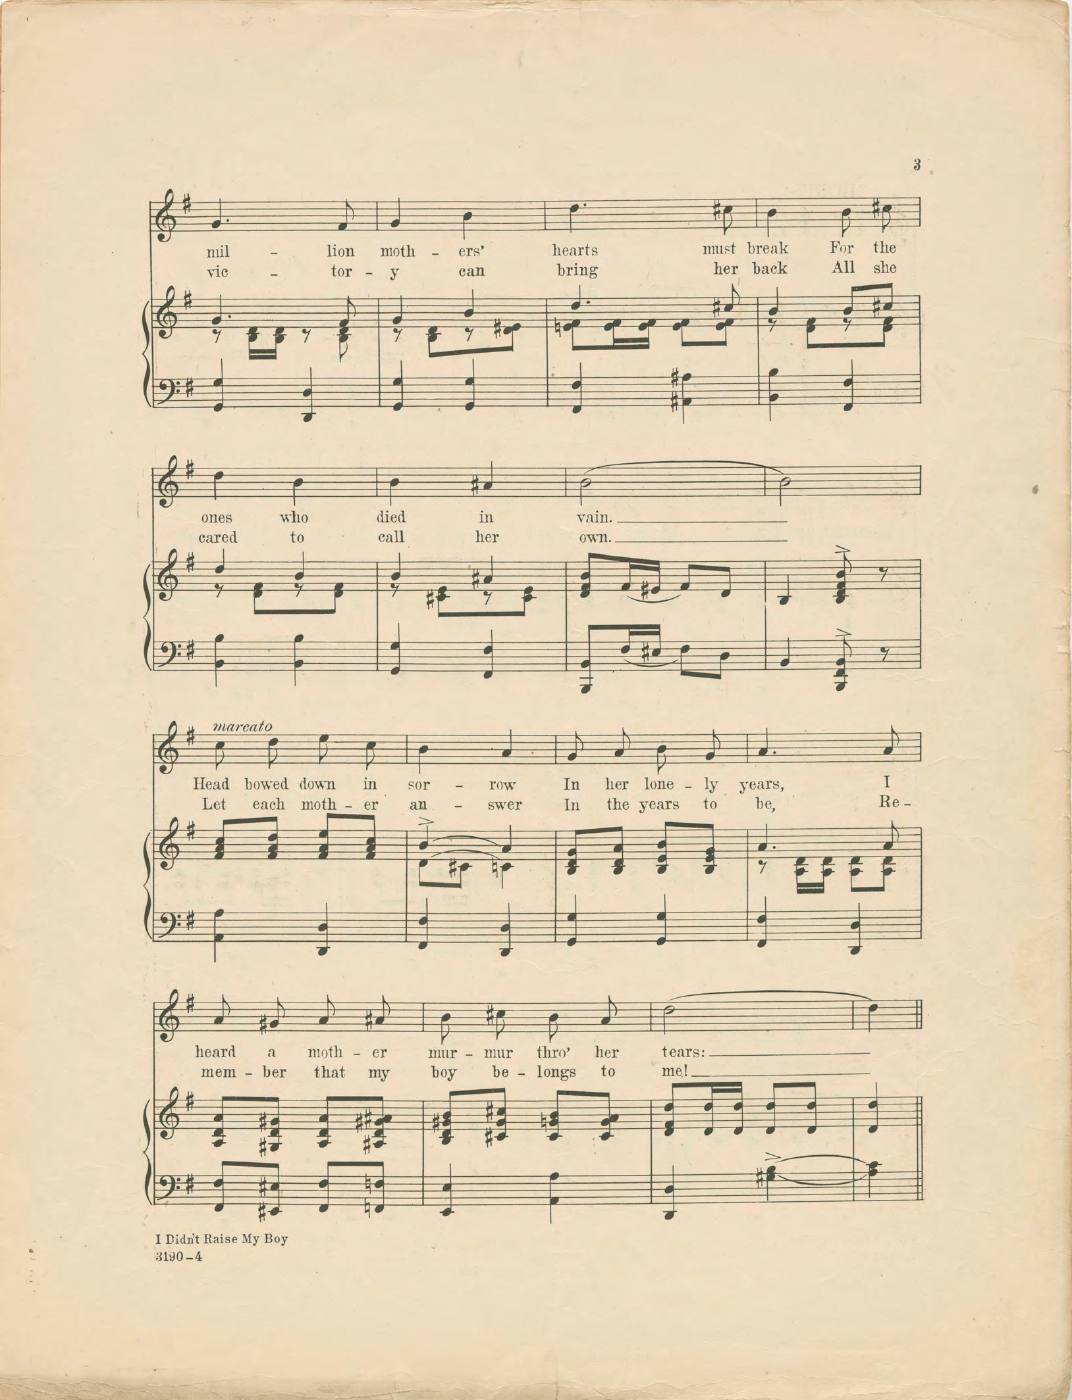 3
mil - lion moth - ers' hearts must break For the
vic - tor - y can bring her back All she
ones who died in vain.
cared to call her own.
marcato
Head bowed down in sor - row In her lone - ly years, I
Let each moth - er an - swer In the years to be, Re -
heard a moth - er mur - mur thro' her tears:
mem - ber that my boy be - longs to me!
I Didn't Raise My Boy
3190-4